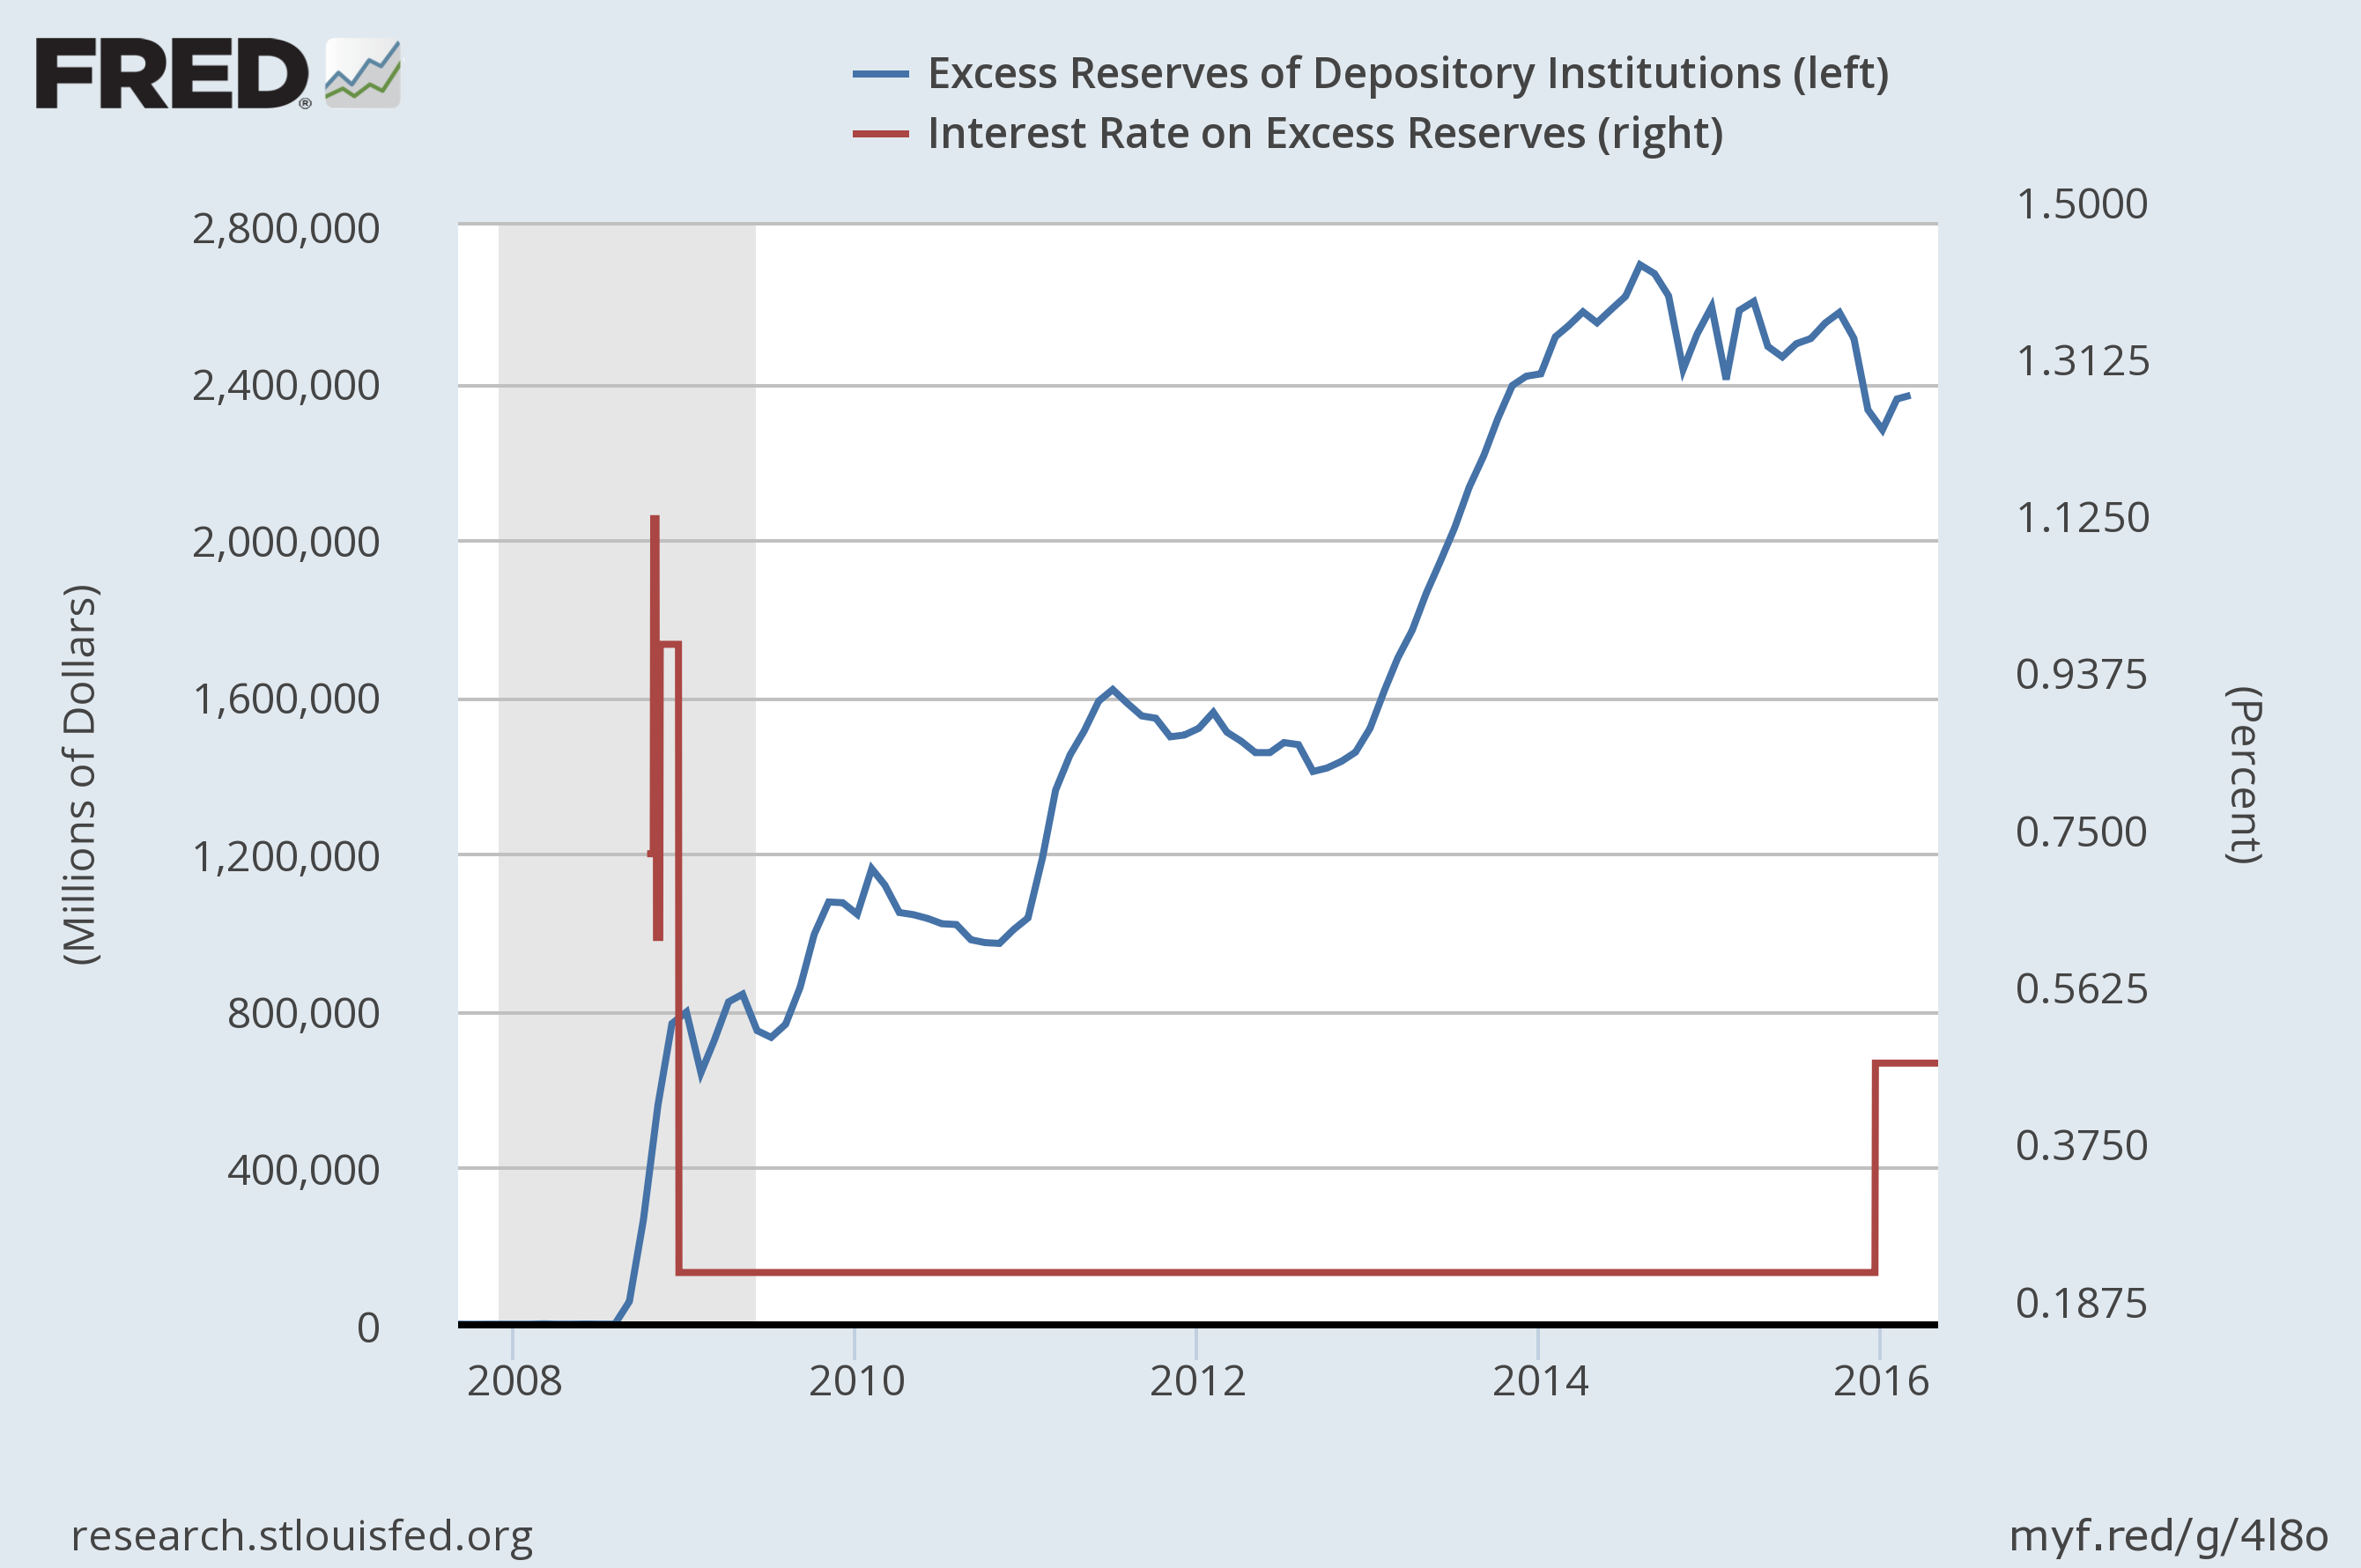 FRED®
Excess Reserves of Depository Institutions (left)
Interest Rate on Excess Reserves (right)
2,800,000
2,400,000
2,000,000
1,600,000
1,200,000
800,000
400,000
0
(Millions of Dollars)
1.5000
1.3125
1.1250
0.9375
0.7500
0.5625
0.3750
0.1875
(Percent)
2008 2010 2012 2014 2016
research.stlouisfed.org
myf.red/g/4l8o